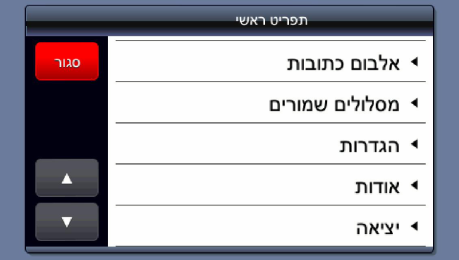 תפריט ראשי
סגור
אלבום כתובות
מסלולים שמורים
הגדרות
אודות
יציאה